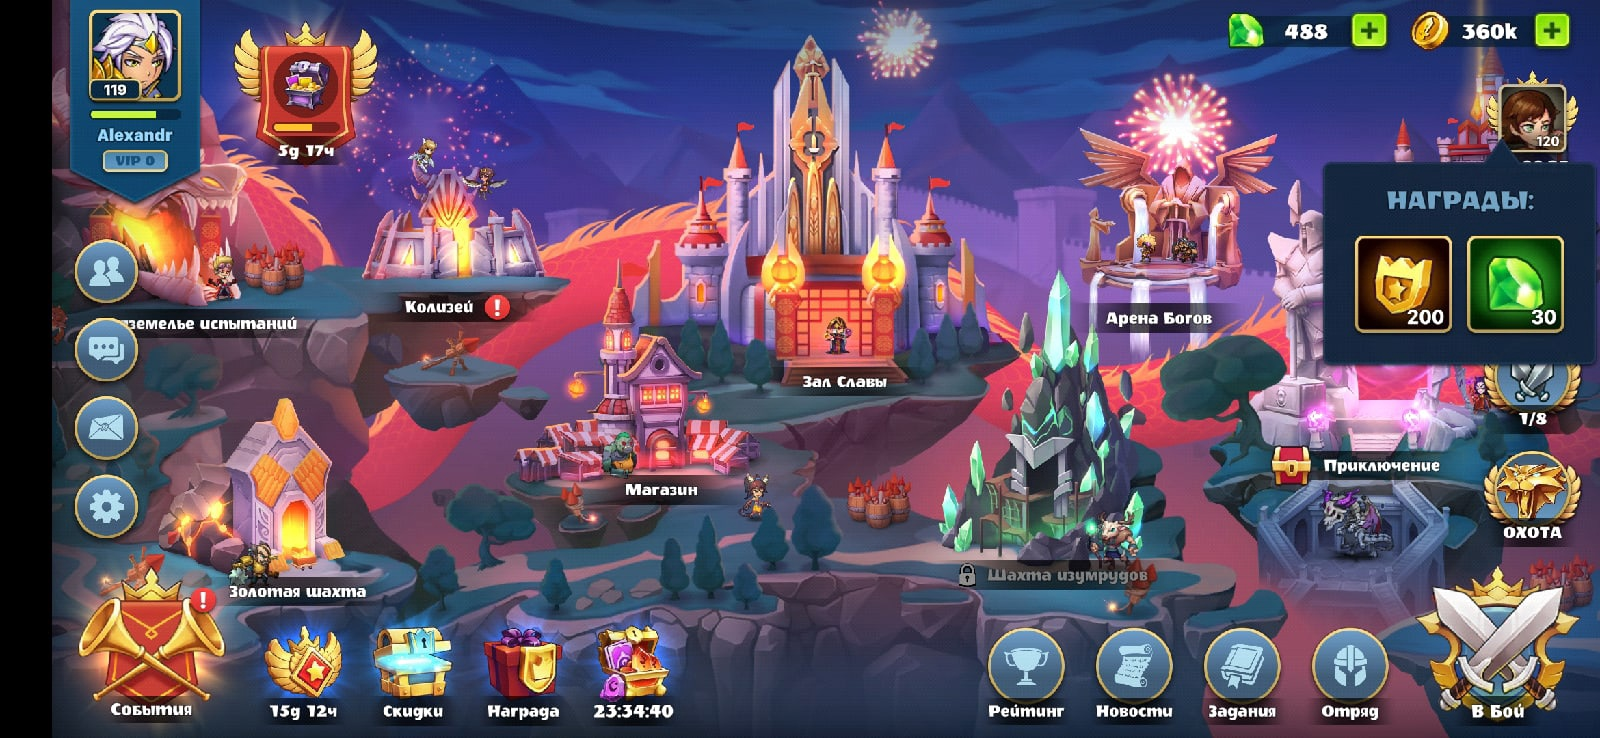 488
360k
119
Alexandr
VIP 0
5д 17ч
120
НАГРАДЫ:
200
30
Колизей
земелье испытаний
Арена Богов
Зал Славы
1/8
Магазин
Приключение
ОХОТА
Шахта изумрудов
Золотая шахта
События
15д 12ч
Скидки
Награда
23:34:40
Рейтинг
Новости
Задания
Отряд
В Бой